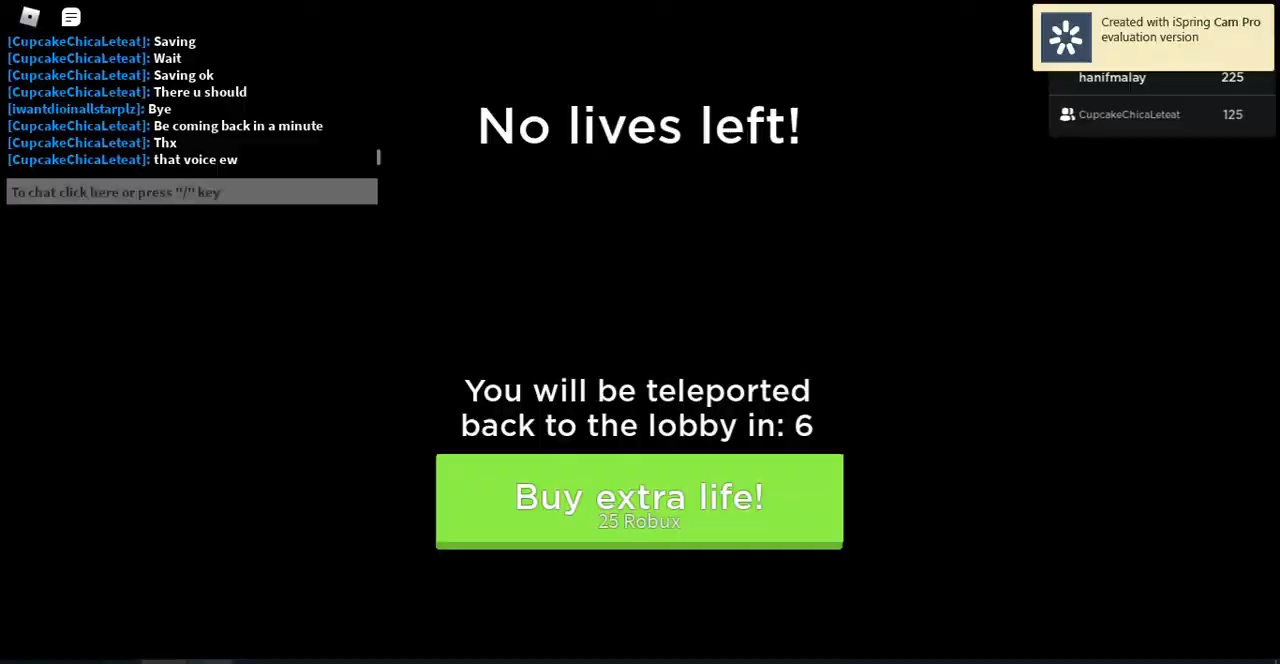 [CupcakeChicaLeteat]: Saving
[CupcakeChicaLeteat]: Wait
[CupcakeChicaLeteat]: Saving ok
[CupcakeChicaLeteat]: There u should
[iwantdioinallstarplz]: Bye
[CupcakeChicaLeteat]: Be coming back in a minute
[CupcakeChicaLeteat]: Thx
[CupcakeChicaLeteat]: that voice ew
To chat click here or press "/" key
Created with iSpring Cam Pro
evaluation version
hanifmalay 225
CupcakeChicaLeteat 125
No lives left!
You will be teleported
back to the lobby in: 6
Buy extra life!
25 Robux